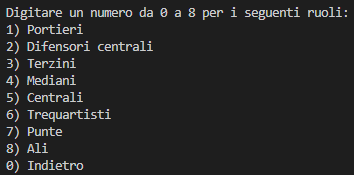 Digitare un numero da 0 a 8 per i seguenti ruoli:
1) Portieri
2) Difensori centrali
3) Terzini
4) Mediani
5) Centrali
6) Trequartisti
7) Punte
8) Ali
0) Indietro